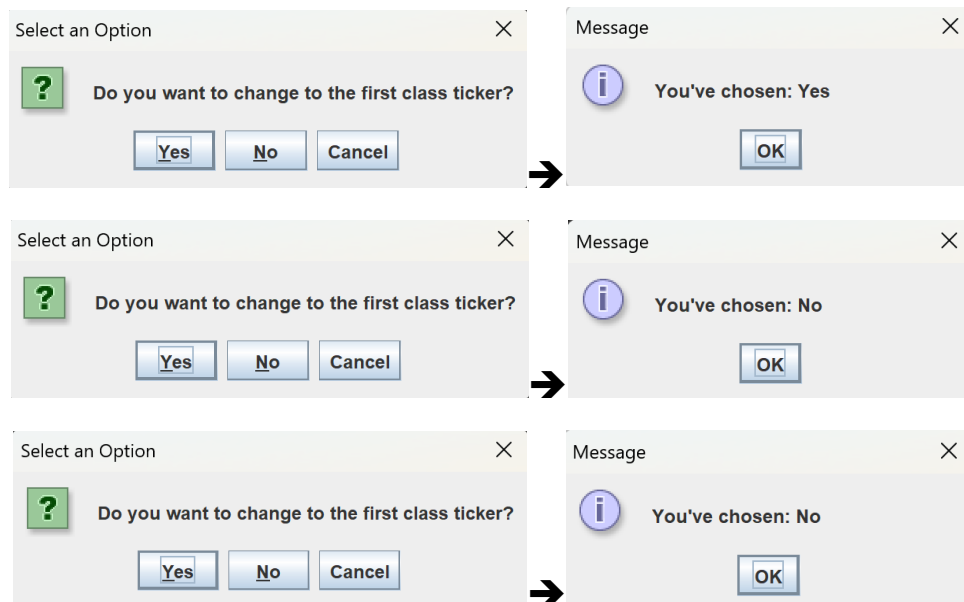 Select an Option
Message
Do you want to change to the first class ticker?
You've chosen: Yes
Yes No Cancel
OK
Select an Option
Message
Do you want to change to the first class ticker?
You've chosen: No
Yes No Cancel
OK
Select an Option
Message
Do you want to change to the first class ticker?
You've chosen: No
Yes No Cancel
OK